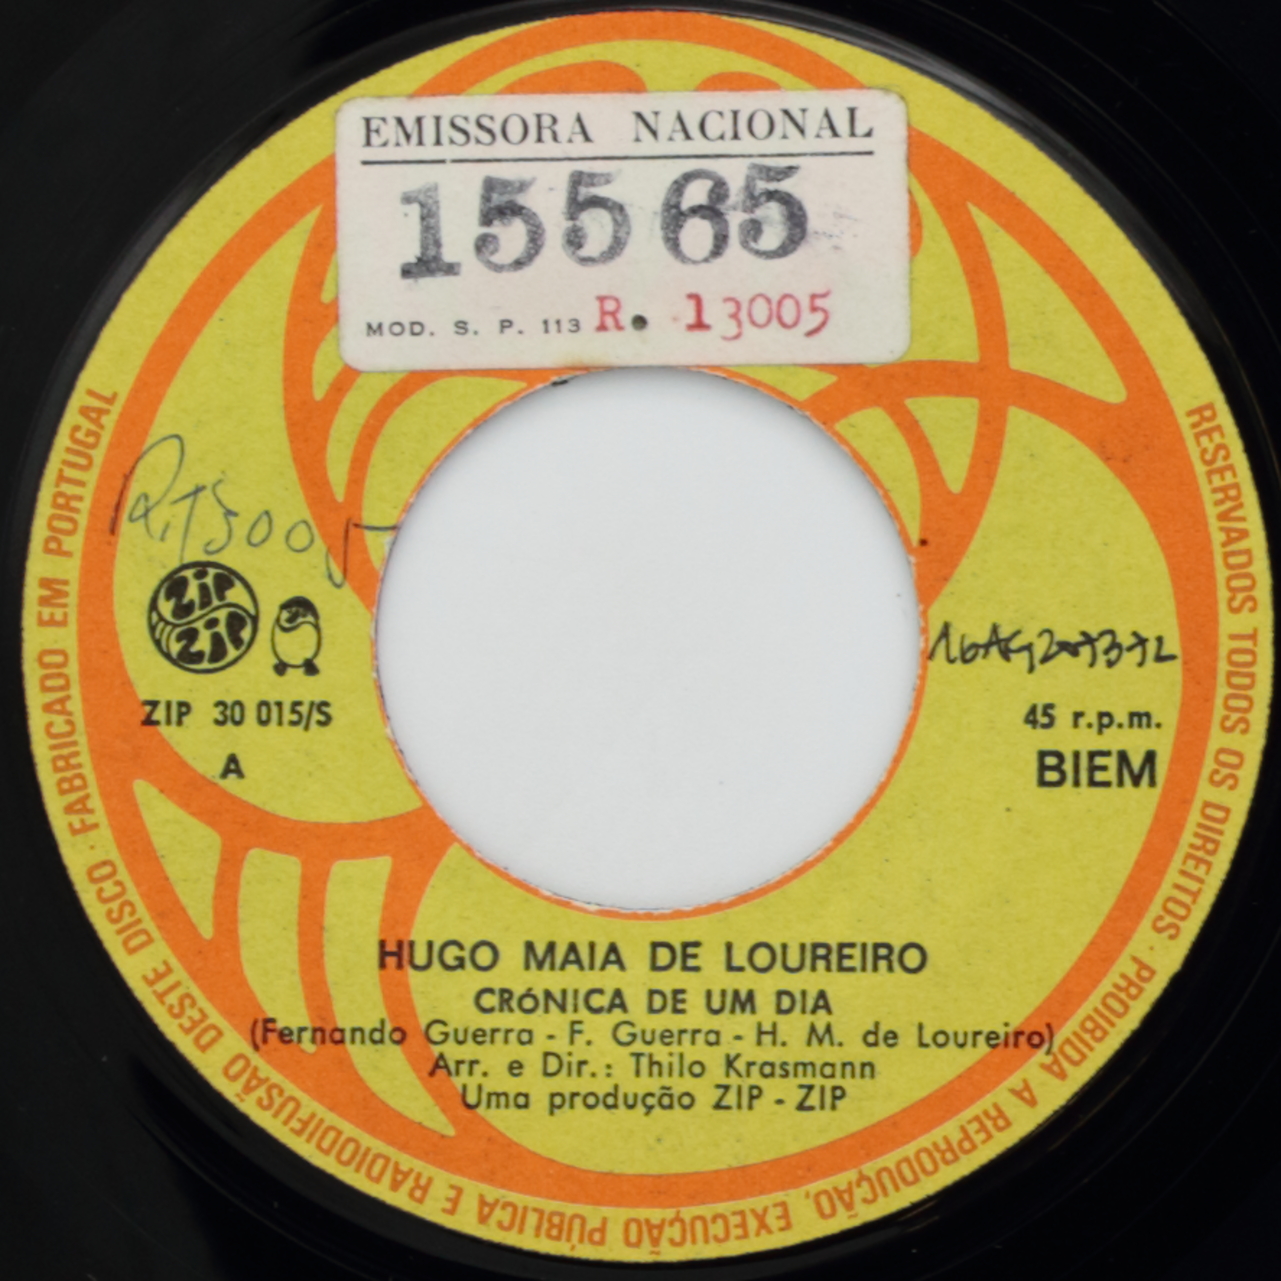 EMISSORA NACIONAL
15565
MOD. S. P. 113 R. 13005
ZIP
ZIP
ZIP 30 015/S
A
45 r.p.m.
BIEM
HUGO MAIA DE LOUREIRO
CRóNICA DE UM DIA
(Fernando Guerra - F. Guerra - H. M. de Loureiro)
Arr. e Dir.: Thilo Krasmann
Uma produção ZIP - ZIP
RESERVADOS TODOS OS DIREITOS · PROIBIDA A REPRODUÇÃO, EXECUÇÃO PÚBLICA E RADIODIFUSÃO DESTE DISCO · FABRICADO EM PORTUGAL